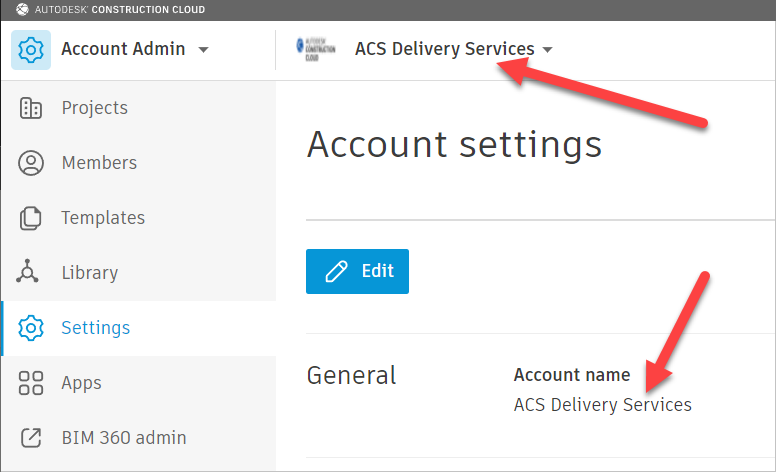 AUTODESK® CONSTRUCTION CLOUD
Account Admin
AUTODESK
CONSTRUCTION
CLOUD
ACS Delivery Services
Projects
Members
Templates
Library
Settings
Apps
BIM 360 admin
Account settings
Edit
General
Account name
ACS Delivery Services